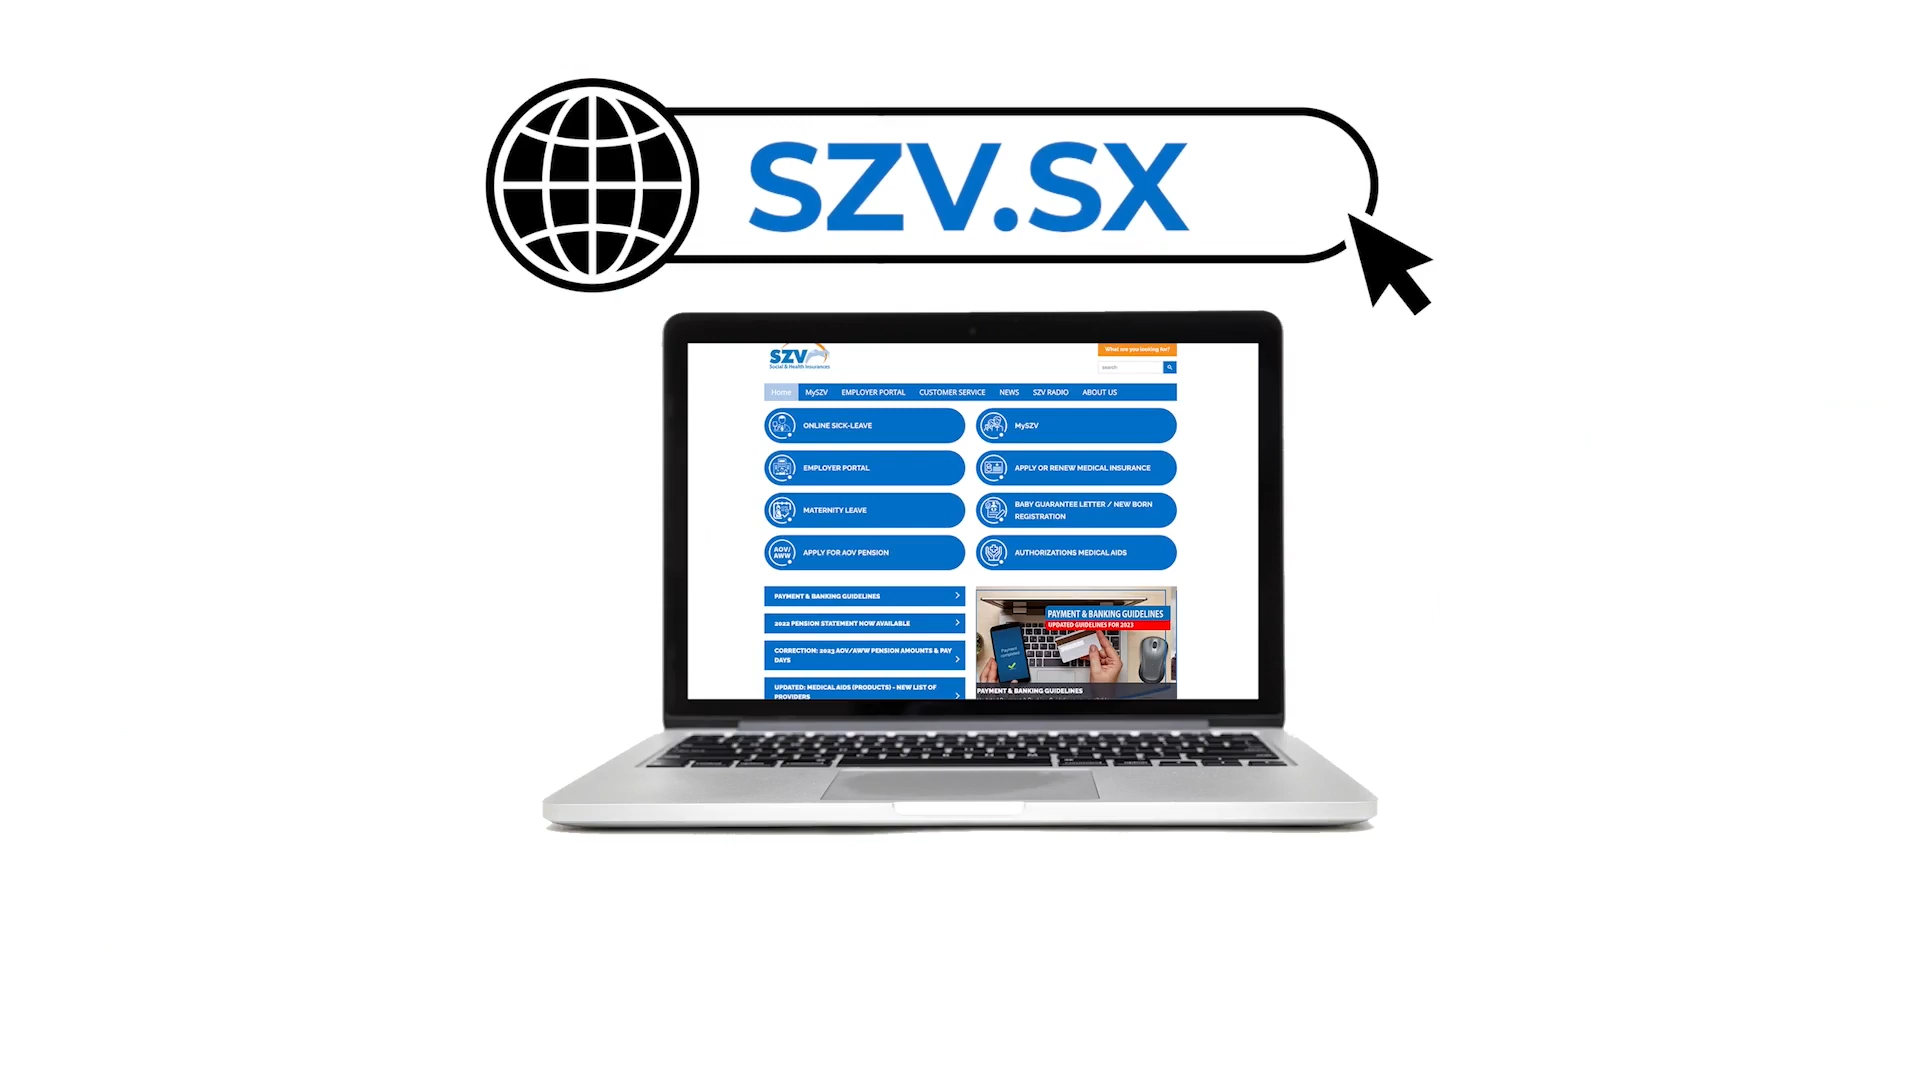 SZV.SX
SZV
Social & Health Insurances
What are you looking for?
search
Home MySZV EMPLOYER PORTAL CUSTOMER SERVICE NEWS SZV RADIO ABOUT US
ONLINE SICK-LEAVE
MySZV
EMPLOYER PORTAL
APPLY OR RENEW MEDICAL INSURANCE
MATERNITY LEAVE
BABY GUARANTEE LETTER / NEW BORN
REGISTRATION
AOV/
AWW
APPLY FOR AOV PENSION
AUTHORIZATIONS MEDICAL AIDS
PAYMENT & BANKING GUIDELINES
2022 PENSION STATEMENT NOW AVAILABLE
CORRECTION: 2023 AOV/AWW PENSION AMOUNTS & PAY
DAYS
UPDATED: MEDICAL AIDS (PRODUCTS) - NEW LIST OF
PROVIDERS
PAYMENT & BANKING GUIDELINES
UPDATED GUIDELINES FOR 2023
Payment
completed
PAYMENT & BANKING GUIDELINES